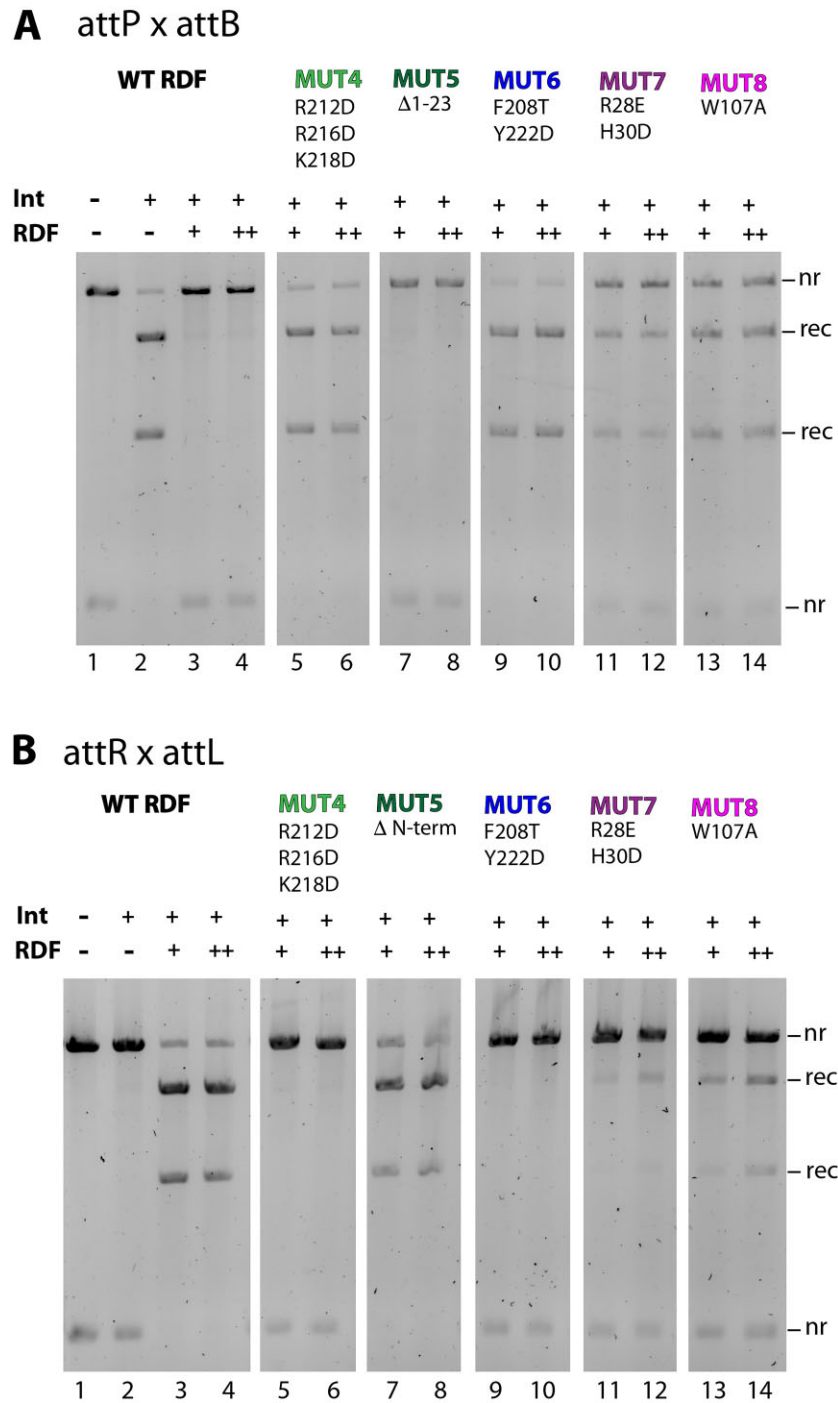 A attP x attB
WT RDF MUT4 MUT5 MUT6 MUT7 MUT8
R212D Δ1-23 F208T R28E W107A
R216D Y222D H30D
K218D
Int - + + + + + + + + + + + + +
RDF - - + ++ + ++ + ++ + ++ + ++ + ++
nr
rec
rec
nr
1 2 3 4 5 6 7 8 9 10 11 12 13 14
B attR x attL
WT RDF MUT4 MUT5 MUT6 MUT7 MUT8
R212D Δ N-term F208T R28E W107A
R216D Y222D H30D
K218D
Int - + + + + + + + + + + + + +
RDF - - + ++ + ++ + ++ + ++ + ++ + ++
nr
rec
rec
nr
1 2 3 4 5 6 7 8 9 10 11 12 13 14